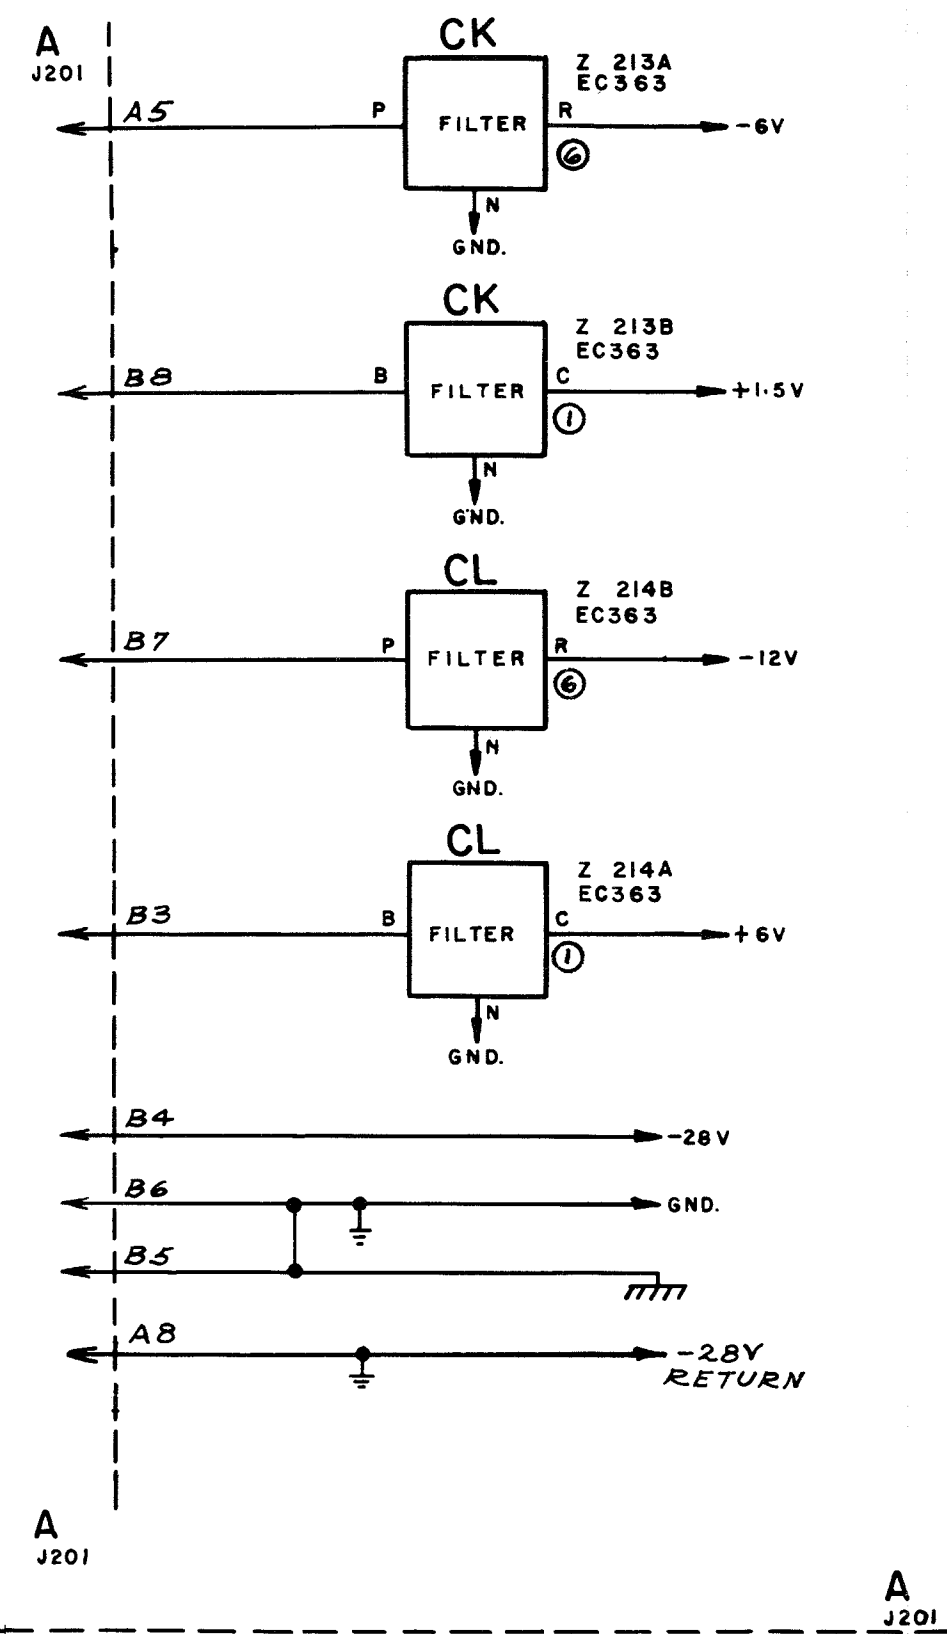 A
J201
CK
Z 213A
EC363
A5
P
FILTER
R
-6V
6
N
GND.
CK
Z 213B
EC363
B8
B
FILTER
C
+1.5V
1
N
GND.
CL
Z 214B
EC363
B7
P
FILTER
R
-12V
6
N
GND.
CL
Z 214A
EC363
B3
B
FILTER
C
+6V
1
N
GND.
B4
-28V
B6
GND.
B5
A8
-28V
RETURN
A
J201
A
J201